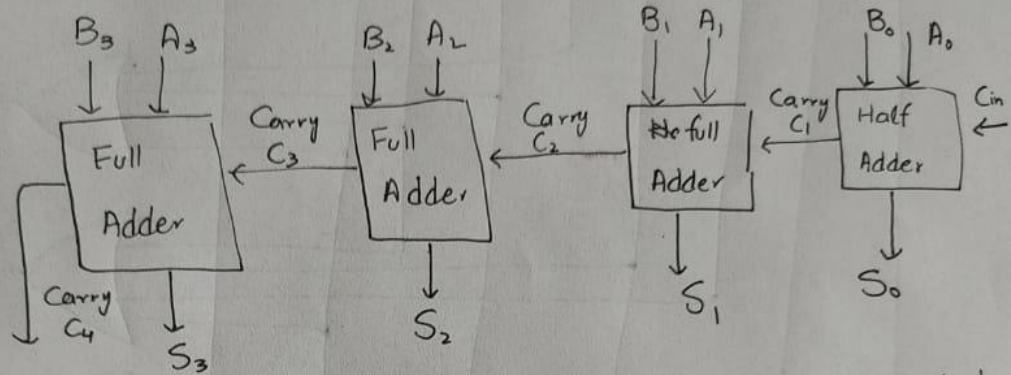 B₃ A₃ B₂ A₂ B₁ A₁ B₀ A₀
Full
Adder
Carry
C₃
Full
Adder
Carry
C₂
full
Adder
Carry
C₁
Half
Adder
Cin
Carry
C₄
S₃
S₂
S₁
S₀